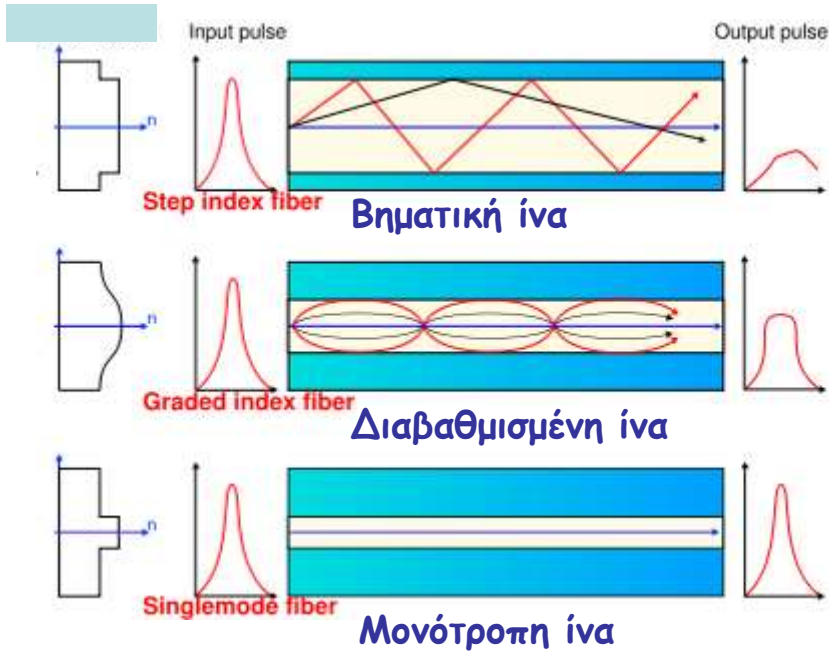 Input pulse
Output pulse
n
Step index fiber
Βηματική ίνα
n
Graded index fiber
Διαβαθμισμένη ίνα
n
Singlemode fiber
Μονότροπη ίνα